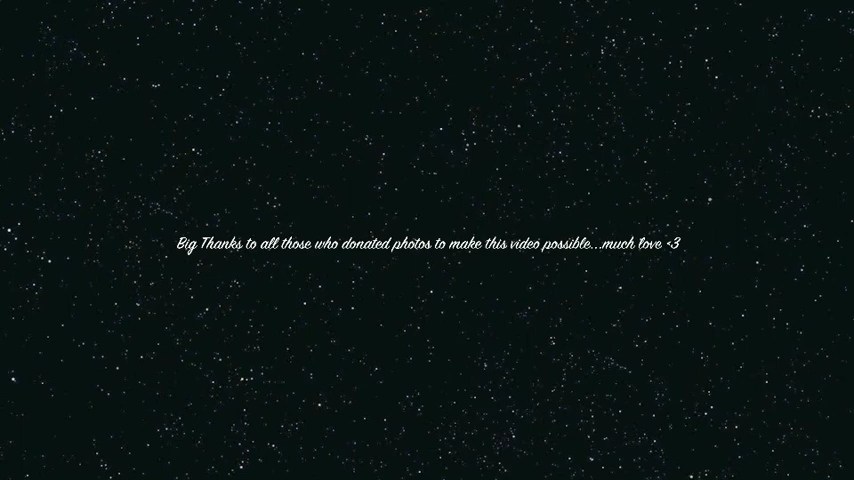 Big Thanks to all those who donated photos to make this video possible...much love <3